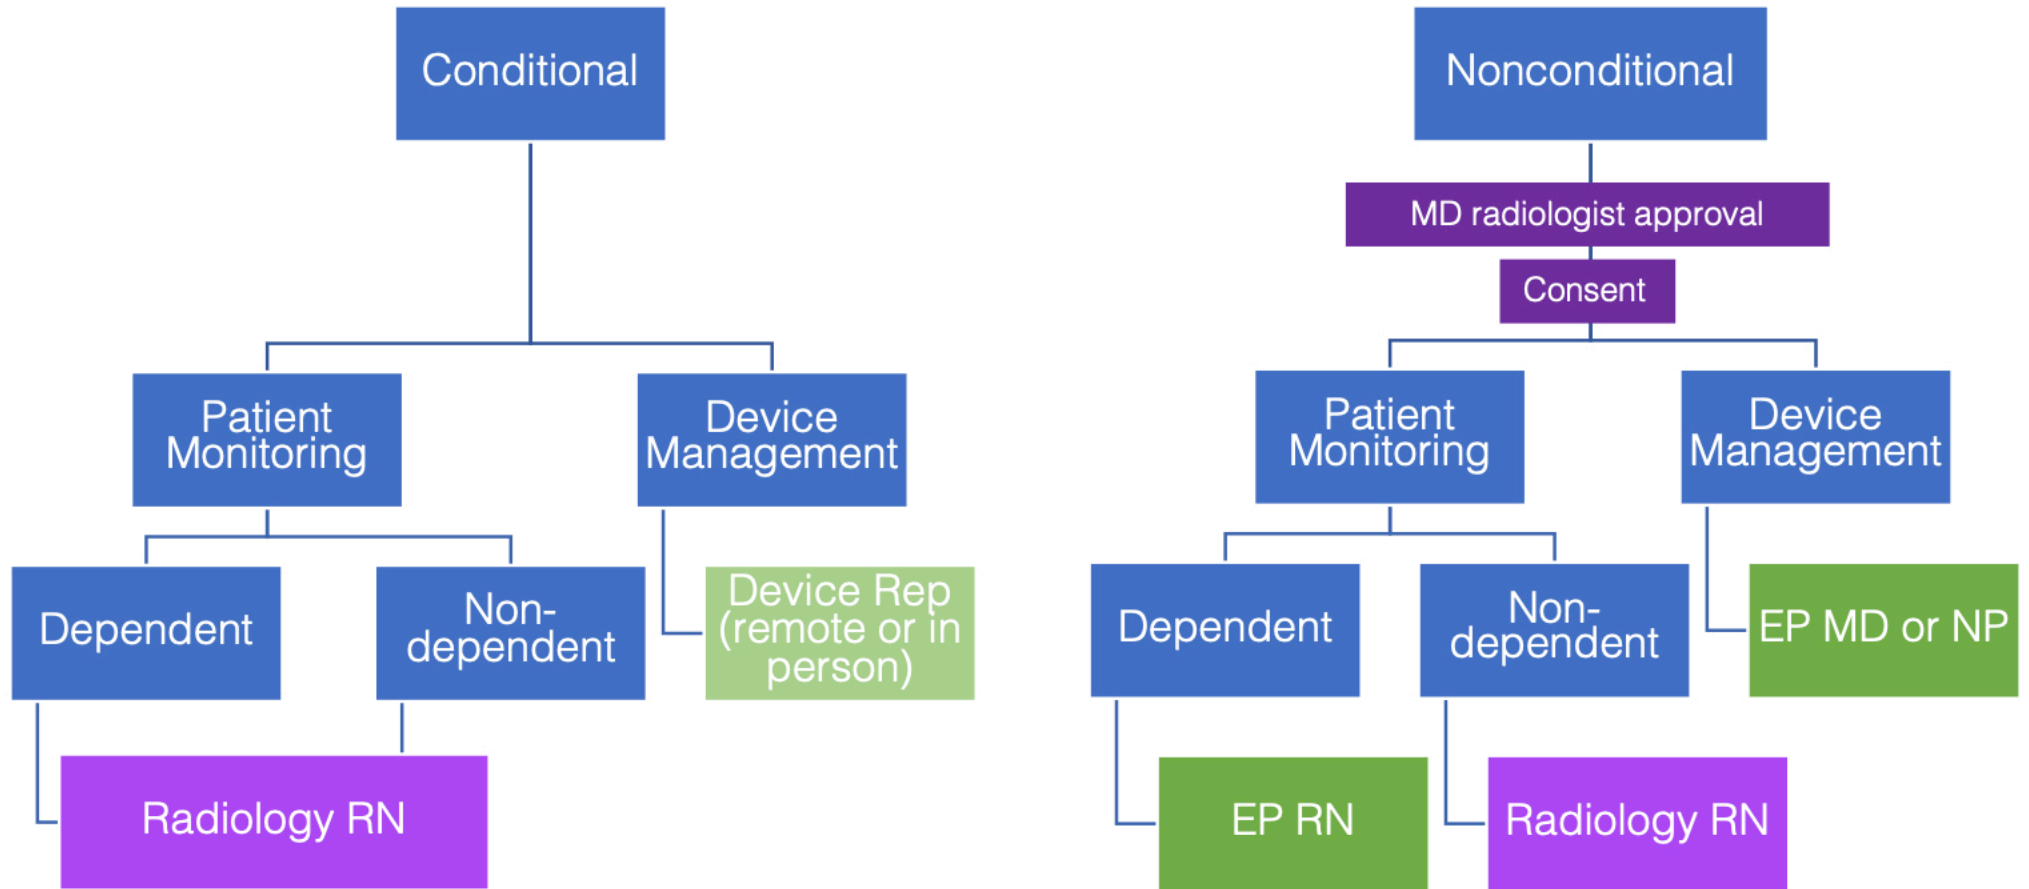 Conditional
Patient
Monitoring
Device
Management
Dependent
Non-
dependent
Device Rep
(remote or in
person)
Radiology RN
Nonconditional
MD radiologist approval
Consent
Patient
Monitoring
Device
Management
Dependent
Non-
dependent
EP MD or NP
EP RN
Radiology RN